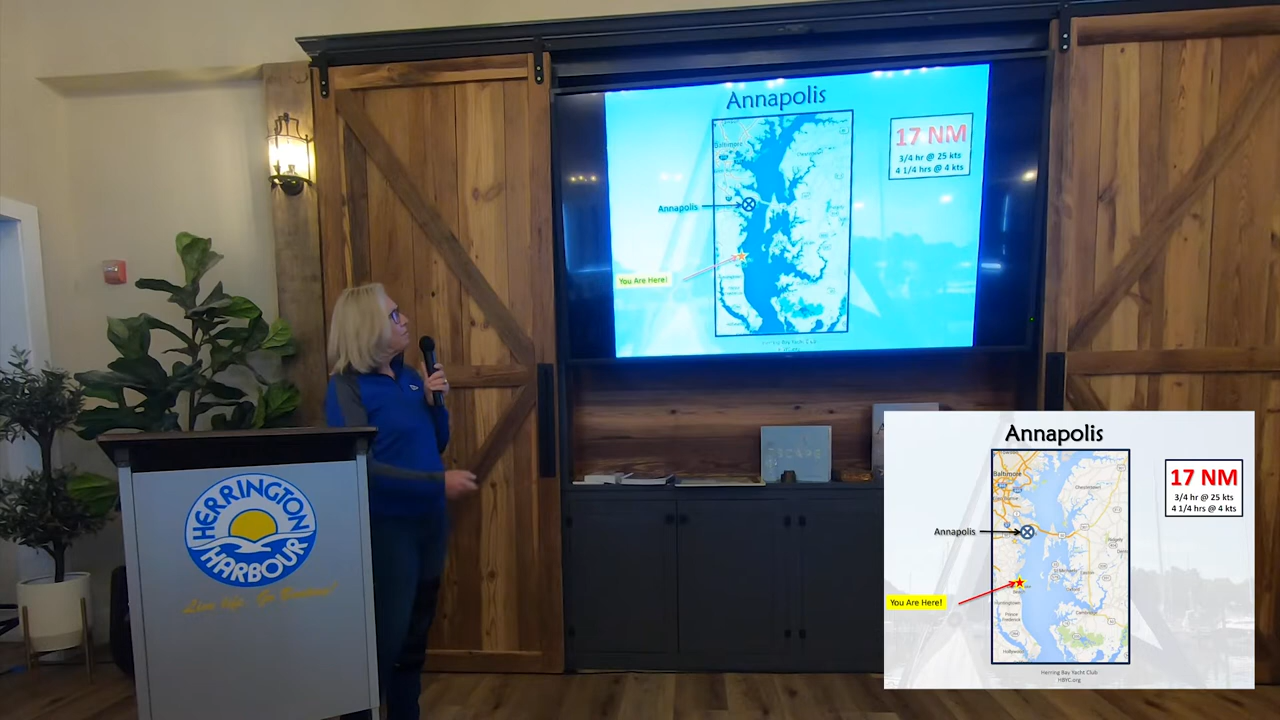 Annapolis
17 NM
3/4 hr @ 25 kts
4 1/4 hrs @ 4 kts
Baltimore
Annapolis
You Are Here!
Herring Bay Yacht Club
HERRINGTON
HARBOUR
ESCAPE
Annapolis
17 NM
3/4 hr @ 25 kts
4 1/4 hrs @ 4 kts
Baltimore
Annapolis
You Are Here!
Herring Bay Yacht Club
HBYC.org